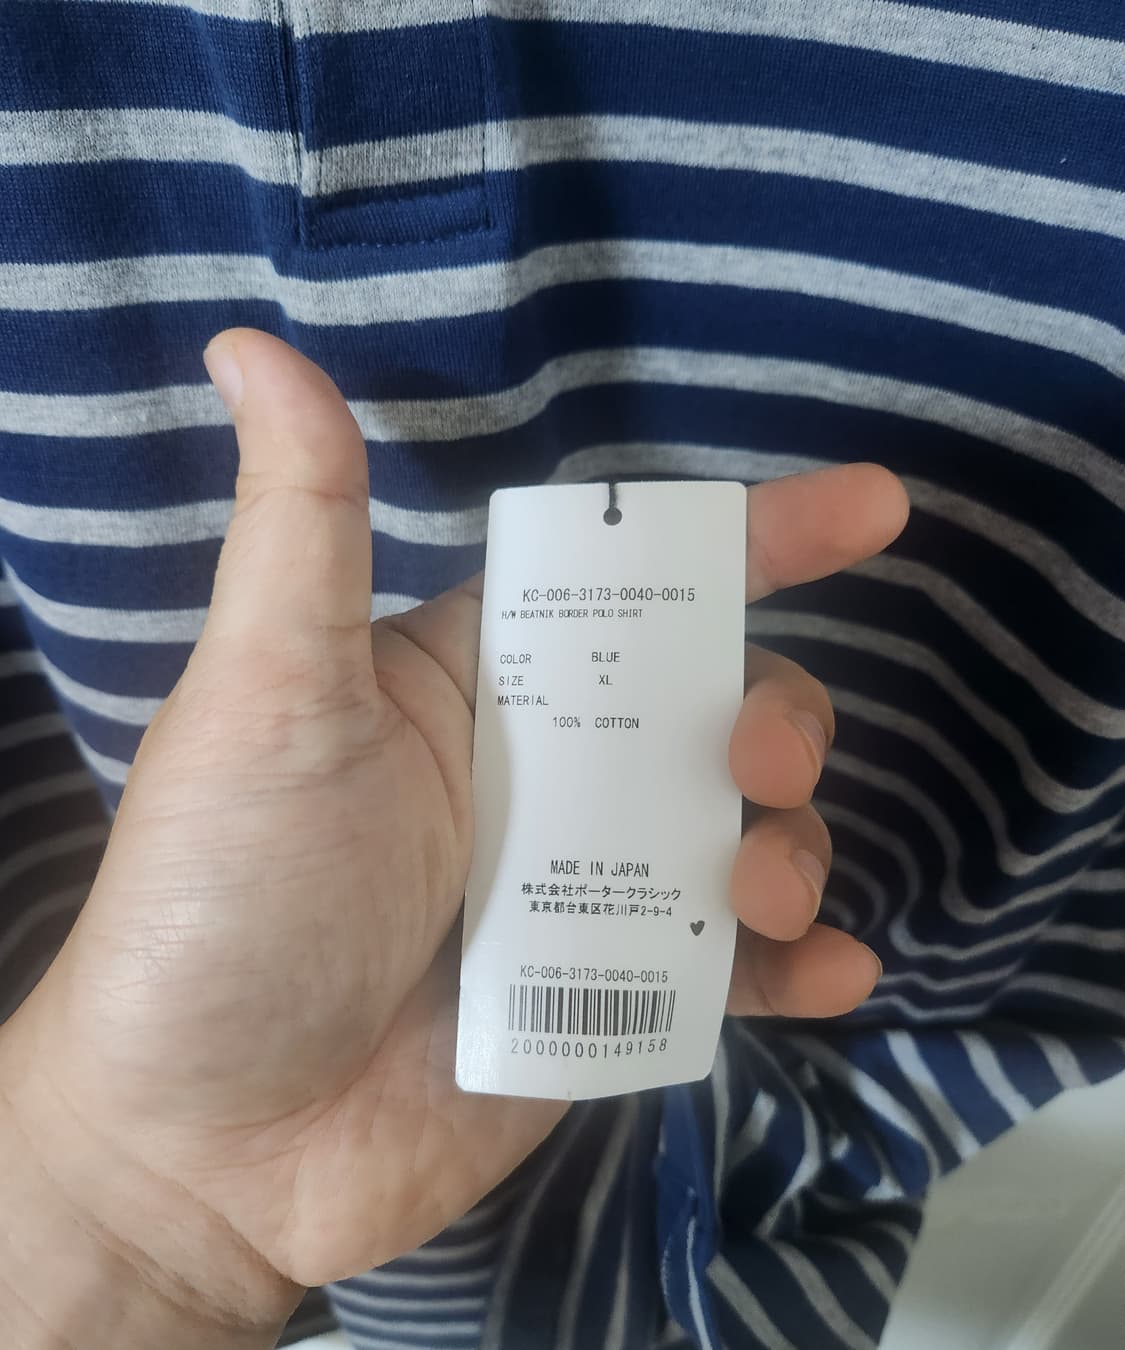 KC-006-3173-0040-0015
H/W BEATNIK BORDER POLO SHIRT
COLOR BLUE
SIZE XL
MATERIAL
100% COTTON
MADE IN JAPAN
株式会社ポータークラシック
東京都台東区花川戸2-9-4
KC-006-3173-0040-0015
2000000149158